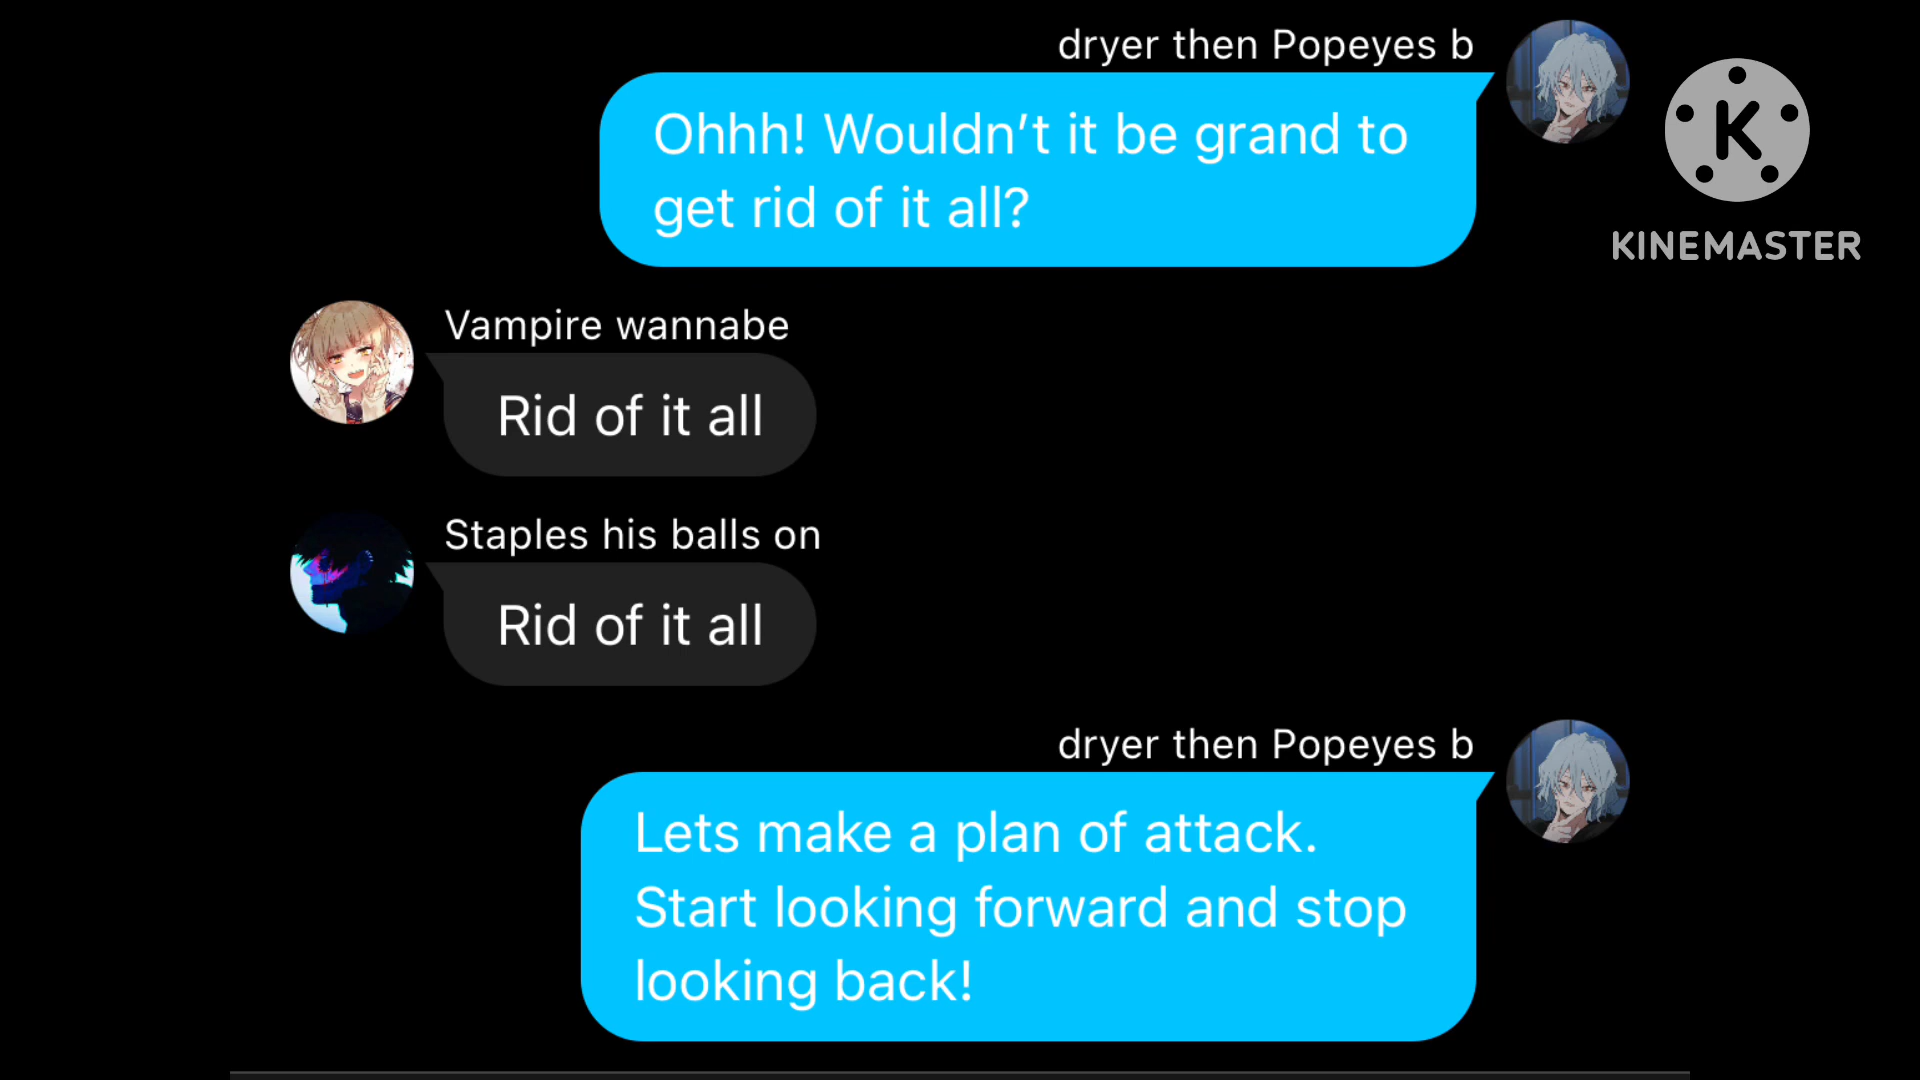 dryer then Popeyes b
Ohhh! Wouldn’t it be grand to
get rid of it all?
K
KINEMASTER
Vampire wannabe
Rid of it all
Staples his balls on
Rid of it all
dryer then Popeyes b
Lets make a plan of attack.
Start looking forward and stop
looking back!